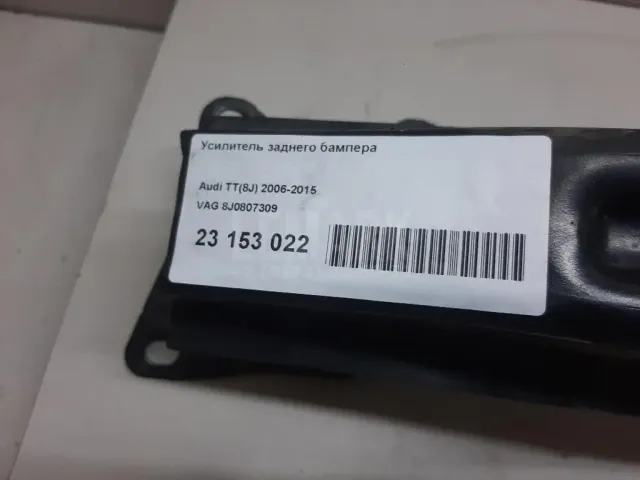 Усилитель заднего бампера
Audi TT(8J) 2006-2015
VAG 8J0807309
23 153 022